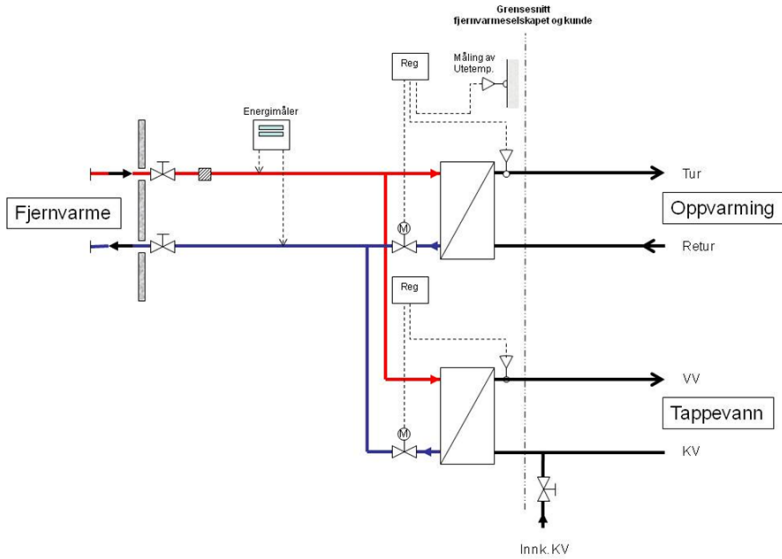 Grensesnitt
fjernvarmeselskapet og kunde
Reg
Måling av
Utetemp.
Energimåler
Tur
Fjernvarme
Oppvarming
M
Retur
Reg
VV
Tappevann
M
KV
Innk. KV